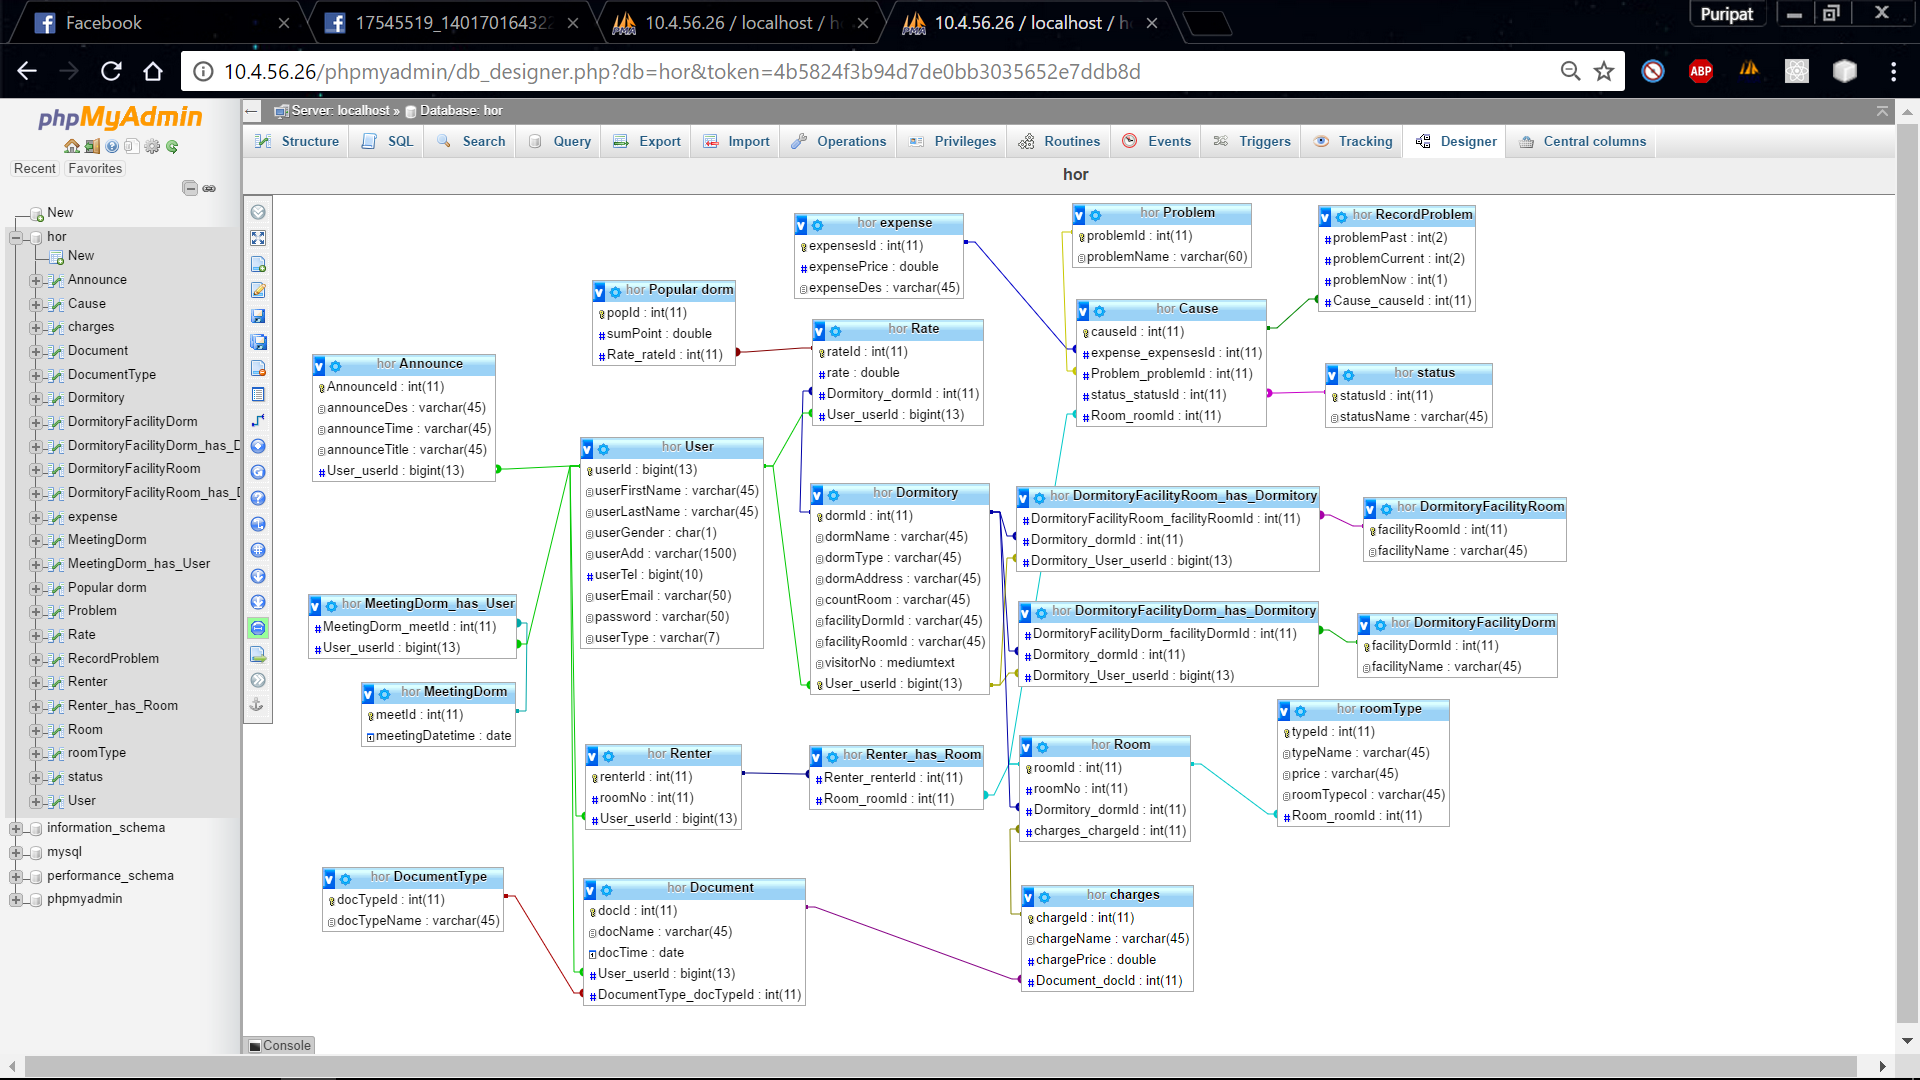 Facebook
17545519_140170164322
10.4.56.26 / localhost / h
10.4.56.26 / localhost / h
Puripat
10.4.56.26/phpmyadmin/db_designer.php?db=hor&token=4b5824f3b94d7de0bb3035652e7ddb8d
ABP
phpMyAdmin
Recent
Favorites
New
hor
New
Announce
Cause
charges
Document
DocumentType
Dormitory
DormitoryFacilityDorm
DormitoryFacilityDorm_has_D
DormitoryFacilityRoom
DormitoryFacilityRoom_has_D
expense
MeetingDorm
MeetingDorm_has_User
Popular dorm
Problem
Rate
RecordProblem
Renter
Renter_has_Room
Room
roomType
status
User
information_schema
mysql
performance_schema
phpmyadmin
Server: localhost » Database: hor
Structure SQL Search Query Export Import Operations Privileges Routines Events Triggers Tracking Designer Central columns
hor
hor expense
expensesId : int(11)
expensePrice : double
expenseDes : varchar(45)
hor Problem
problemId : int(11)
problemName : varchar(60)
hor RecordProblem
problemPast : int(2)
problemCurrent : int(2)
problemNow : int(1)
Cause_causeId : int(11)
hor Popular dorm
popId : int(11)
sumPoint : double
Rate_rateId : int(11)
hor Rate
rateId : int(11)
rate : double
Dormitory_dormId : int(11)
User_userId : bigint(13)
hor Cause
causeId : int(11)
expense_expensesId : int(11)
Problem_problemId : int(11)
status_statusId : int(11)
Room_roomId : int(11)
hor status
statusId : int(11)
statusName : varchar(45)
hor Announce
AnnounceId : int(11)
announceDes : varchar(45)
announceTime : varchar(45)
announceTitle : varchar(45)
User_userId : bigint(13)
hor User
userId : bigint(13)
userFirstName : varchar(45)
userLastName : varchar(45)
userGender : char(1)
userAdd : varchar(1500)
userTel : bigint(10)
userEmail : varchar(50)
password : varchar(50)
userType : varchar(7)
hor Dormitory
dormId : int(11)
dormName : varchar(45)
dormType : varchar(45)
dormAddress : varchar(45)
countRoom : varchar(45)
facilityDormId : varchar(45)
facilityRoomId : varchar(45)
visitorNo : mediumtext
User_userId : bigint(13)
hor DormitoryFacilityRoom_has_Dormitory
DormitoryFacilityRoom_facilityRoomId : int(11)
Dormitory_dormId : int(11)
Dormitory_User_userId : bigint(13)
hor DormitoryFacilityRoom
facilityRoomId : int(11)
facilityName : varchar(45)
hor MeetingDorm_has_User
MeetingDorm_meetId : int(11)
User_userId : bigint(13)
hor DormitoryFacilityDorm_has_Dormitory
DormitoryFacilityDorm_facilityDormId : int(11)
Dormitory_dormId : int(11)
Dormitory_User_userId : bigint(13)
hor DormitoryFacilityDorm
facilityDormId : int(11)
facilityName : varchar(45)
hor MeetingDorm
meetId : int(11)
meetingDatetime : date
hor Renter
renterId : int(11)
roomNo : int(11)
User_userId : bigint(13)
hor Renter_has_Room
Renter_renterId : int(11)
Room_roomId : int(11)
hor Room
roomId : int(11)
roomNo : int(11)
Dormitory_dormId : int(11)
charges_chargeId : int(11)
hor roomType
typeId : int(11)
typeName : varchar(45)
price : varchar(45)
roomTypecol : varchar(45)
Room_roomId : int(11)
hor DocumentType
docTypeId : int(11)
docTypeName : varchar(45)
hor Document
docId : int(11)
docName : varchar(45)
docTime : date
User_userId : bigint(13)
DocumentType_docTypeId : int(11)
hor charges
chargeId : int(11)
chargeName : varchar(45)
chargePrice : double
Document_docId : int(11)
Console